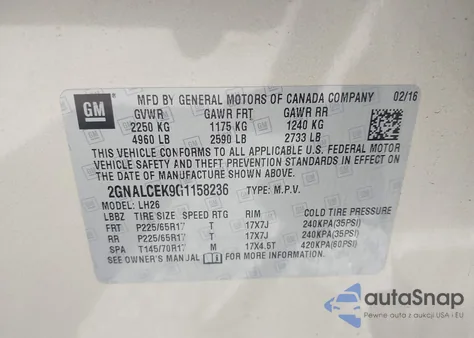 GM
MFD BY GENERAL MOTORS OF CANADA COMPANY 02/16
GVWR GAWR FRT GAWR RR
2250 KG 1175 KG 1240 KG
4960 LB 2590 LB 2733 LB
THIS VEHICLE CONFORMS TO ALL APPLICABLE U.S. FEDERAL
VEHICLE SAFETY AND THEFT PREVENTION STANDARDS IN EFFECT ON
THE DATE OF MANUFACTURE SHOWN ABOVE.
2GNALCEK9G1158236 TYPE: M.P.V.
MODEL: LH26
LBBZ TIRE SIZE SPEED RTG RIM COLD TIRE PRESSURE
FRT P225/65R17 T 17X7J 240KPA(35PSI)
RR P225/65R17 T 17X7J 240KPA(35PSI)
SPA T145/70R17 M 17X4.5T 420KPA(60PSI)
SEE OWNER'S MANUAL FOR MORE INFORMATION.
autoSnap
Pewne auto z USA i EU